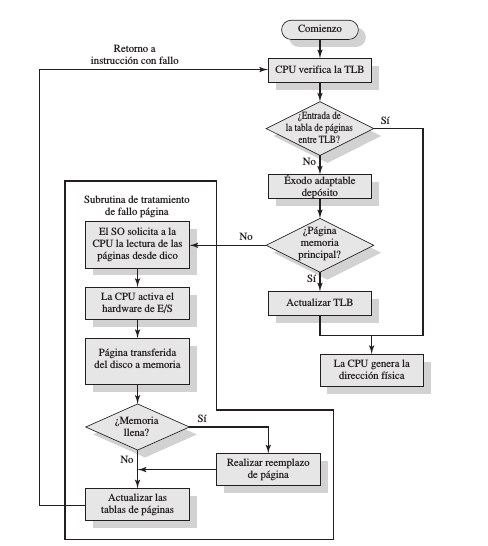 Comienzo
Retorno a
instrucción con fallo
CPU verifica la TLB
¿Entrada de
la tabla de páginas
entre TLB?
Sí
No
Éxodo adaptable
depósito
Subrutina de tratamiento
de fallo página
El SO solicita a la
CPU la lectura de las
páginas desde dico
No
¿Página
memoria
principal?
Sí
La CPU activa el
hardware de E/S
Actualizar TLB
Página transferida
del disco a memoria
La CPU genera la
dirección física
¿Memoria
llena?
Sí
No
Realizar reemplazo
de página
Actualizar las
tablas de páginas